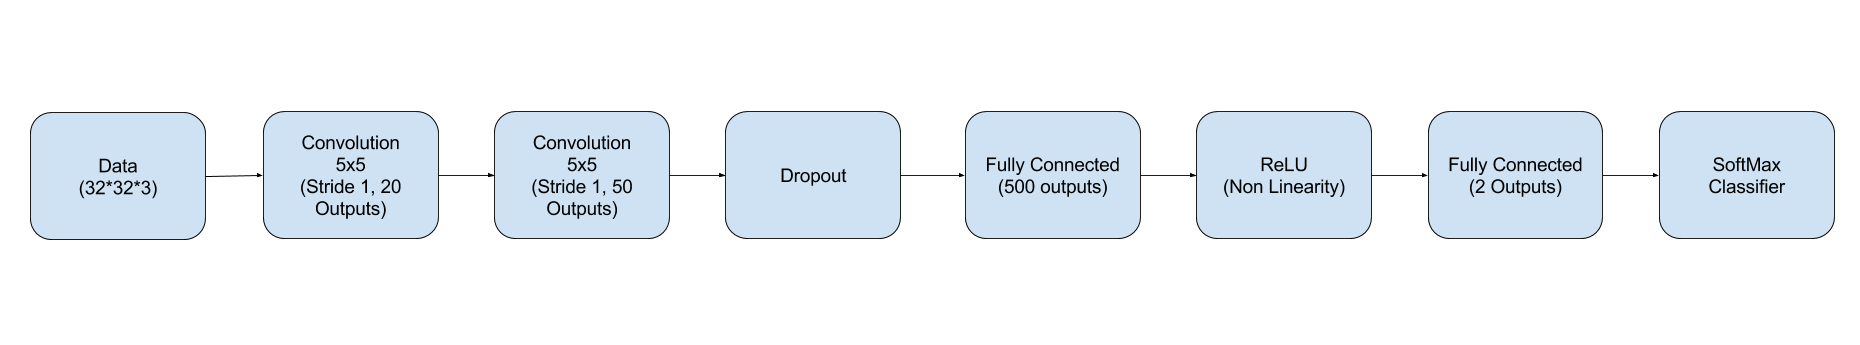 Data
(32*32*3)
Convolution
5x5
(Stride 1, 20
Outputs)
Convolution
5x5
(Stride 1, 50
Outputs)
Dropout
Fully Connected
(500 outputs)
ReLU
(Non Linearity)
Fully Connected
(2 Outputs)
SoftMax
Classifier